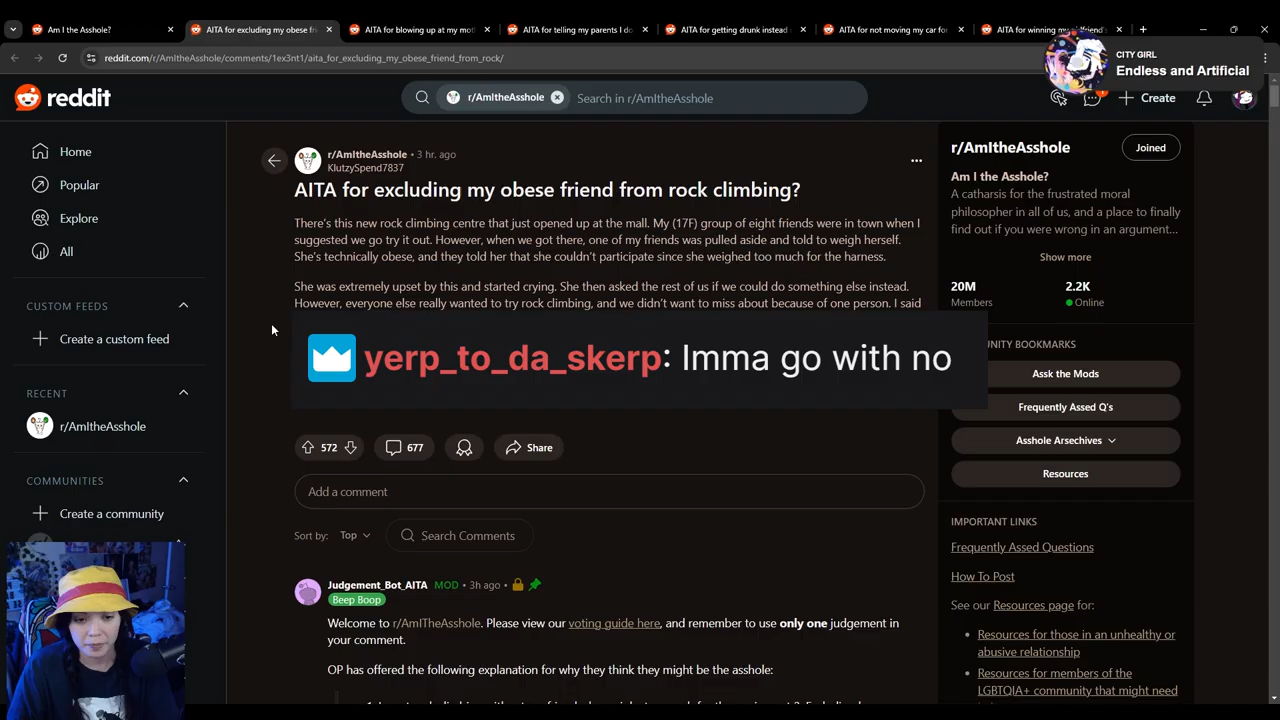 Am I the Asshole?
AITA for excluding my obese fri
AITA for blowing up at my moth
AITA for telling my parents I do
AITA for getting drunk instead
AITA for not moving my car for
AITA for winning
reddit.com/r/AmItheAsshole/comments/1ex3nt1/aita_for_excluding_my_obese_friend_from_rock/
CITY GIRL
Endless and Artificial
reddit
r/AmItheAsshole
Search in r/AmItheAsshole
Create
Home
Popular
Explore
All
CUSTOM FEEDS
Create a custom feed
RECENT
r/AmItheAsshole
COMMUNITIES
Create a community
r/AmItheAsshole • 3 hr. ago
KlutzySpend7837
AITA for excluding my obese friend from rock climbing?
There's this new rock climbing centre that just opened up at the mall. My (17F) group of eight friends were in town when I
suggested we go try it out. However, when we got there, one of my friends was pulled aside and told to weigh herself.
She's technically obese, and they told her that she couldn't participate since she weighed too much for the harness.
She was extremely upset by this and started crying. She then asked the rest of us if we could do something else instead.
However, everyone else really wanted to try rock climbing, and we didn't want to miss about because of one person. I said
yerp_to_da_skerp: Imma go with no
572
677
Share
Add a comment
Sort by: Top
Search Comments
Judgement_Bot_AITA MOD • 3h ago •
Beep Boop
Welcome to r/AmITheAsshole. Please view our voting guide here, and remember to use only one judgement in
your comment.
OP has offered the following explanation for why they think they might be the asshole:
r/AmItheAsshole
Joined
Am I the Asshole?
A catharsis for the frustrated moral
philosopher in all of us, and a place to finally
find out if you were wrong in an argument...
Show more
20M
Members
2.2K
Online
UNITY BOOKMARKS
Assk the Mods
Frequently Assed Q's
Asshole Arsechives
Resources
IMPORTANT LINKS
Frequently Assed Questions
How To Post
See our Resources page for:
Resources for those in an unhealthy or
abusive relationship
Resources for members of the
LGBTQIA+ community that might need